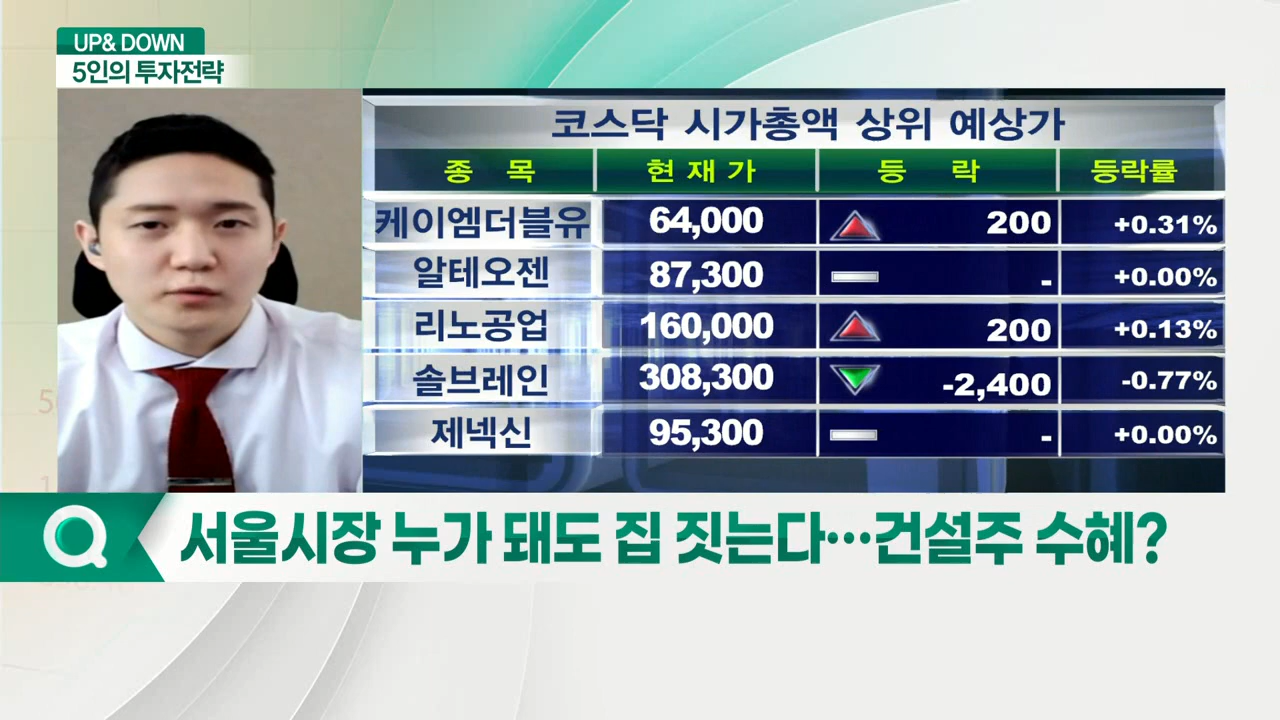 UP& DOWN
5인의 투자전략
코스닥 시가총액 상위 예상가
종 목 현 재 가 등 락 등락률
케이엠더블유 64,000 200 +0.31%
알테오젠 87,300 - +0.00%
리노공업 160,000 200 +0.13%
솔브레인 308,300 -2,400 -0.77%
제넥신 95,300 - +0.00%
서울시장 누가 돼도 집 짓는다…건설주 수혜?